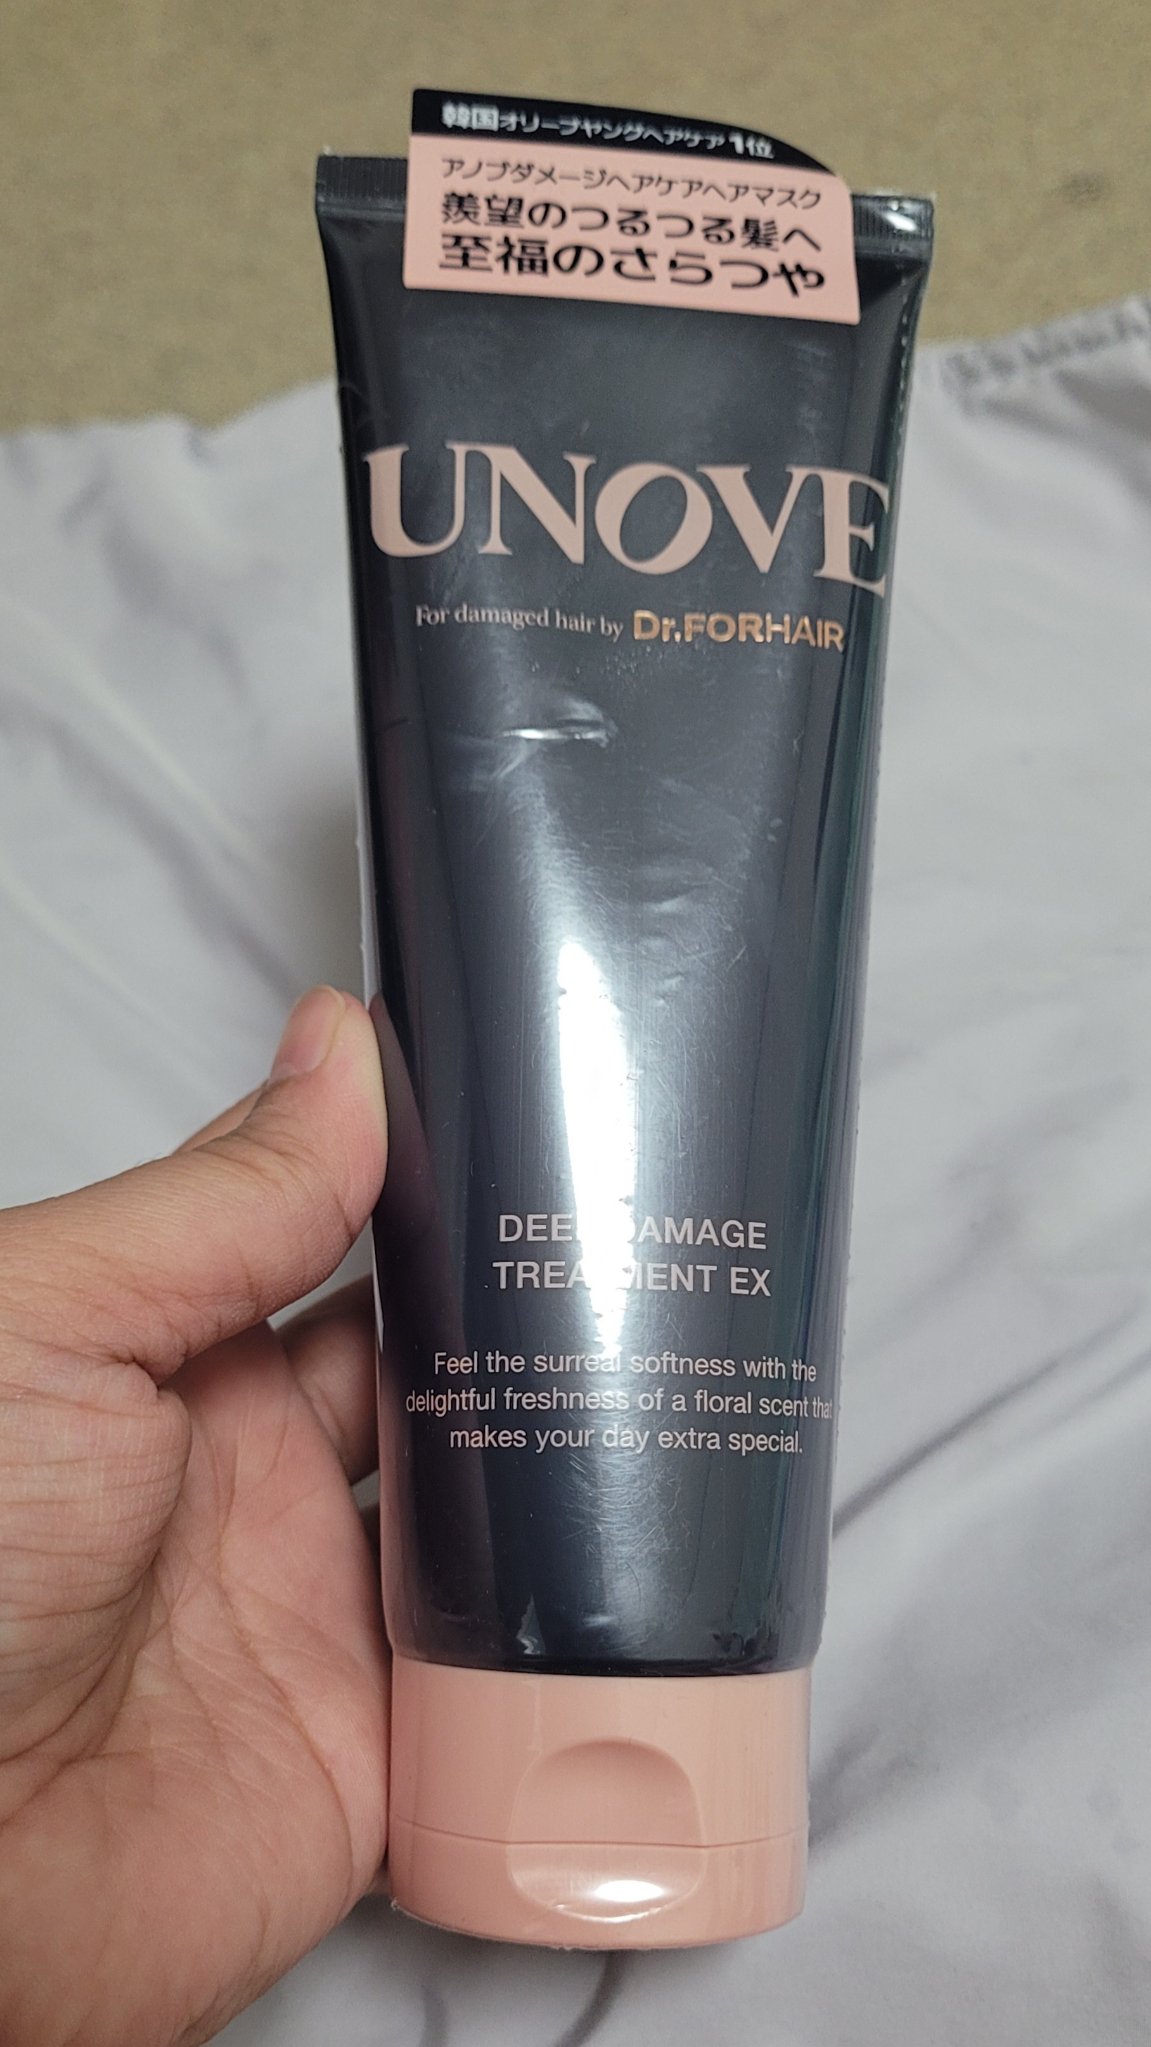 韓国オリーブヤングヘアケア1位
アノブダメージヘアケアヘアマスク
羨望のつるつる髪へ
至福のさらつや
UNOVE
For damaged hair by Dr.FORHAIR
DEEP DAMAGE
TREATMENT EX
Feel the surreal softness with the
delightful freshness of a floral scent that
makes your day extra special.